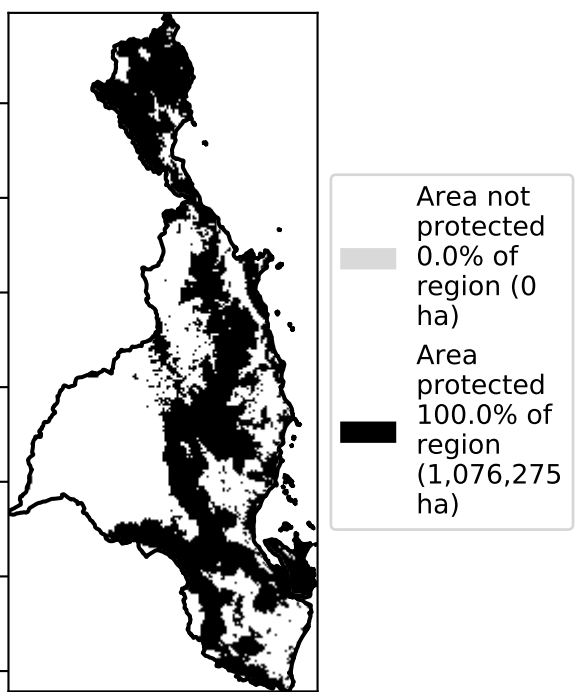 Area not
protected
0.0% of
region (0
ha)
Area
protected
100.0% of
region
(1,076,275
ha)